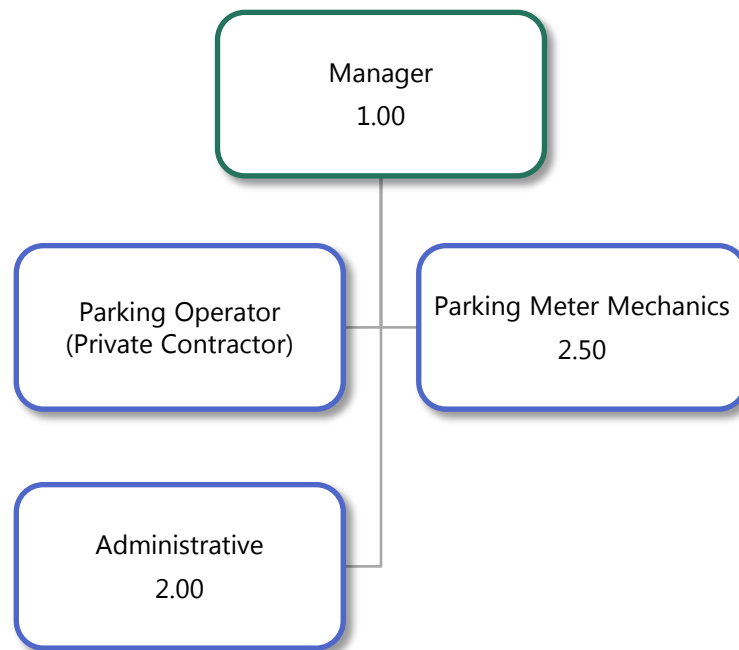 Manager
1.00
Parking Operator
(Private Contractor)
Parking Meter Mechanics
2.50
Administrative
2.00